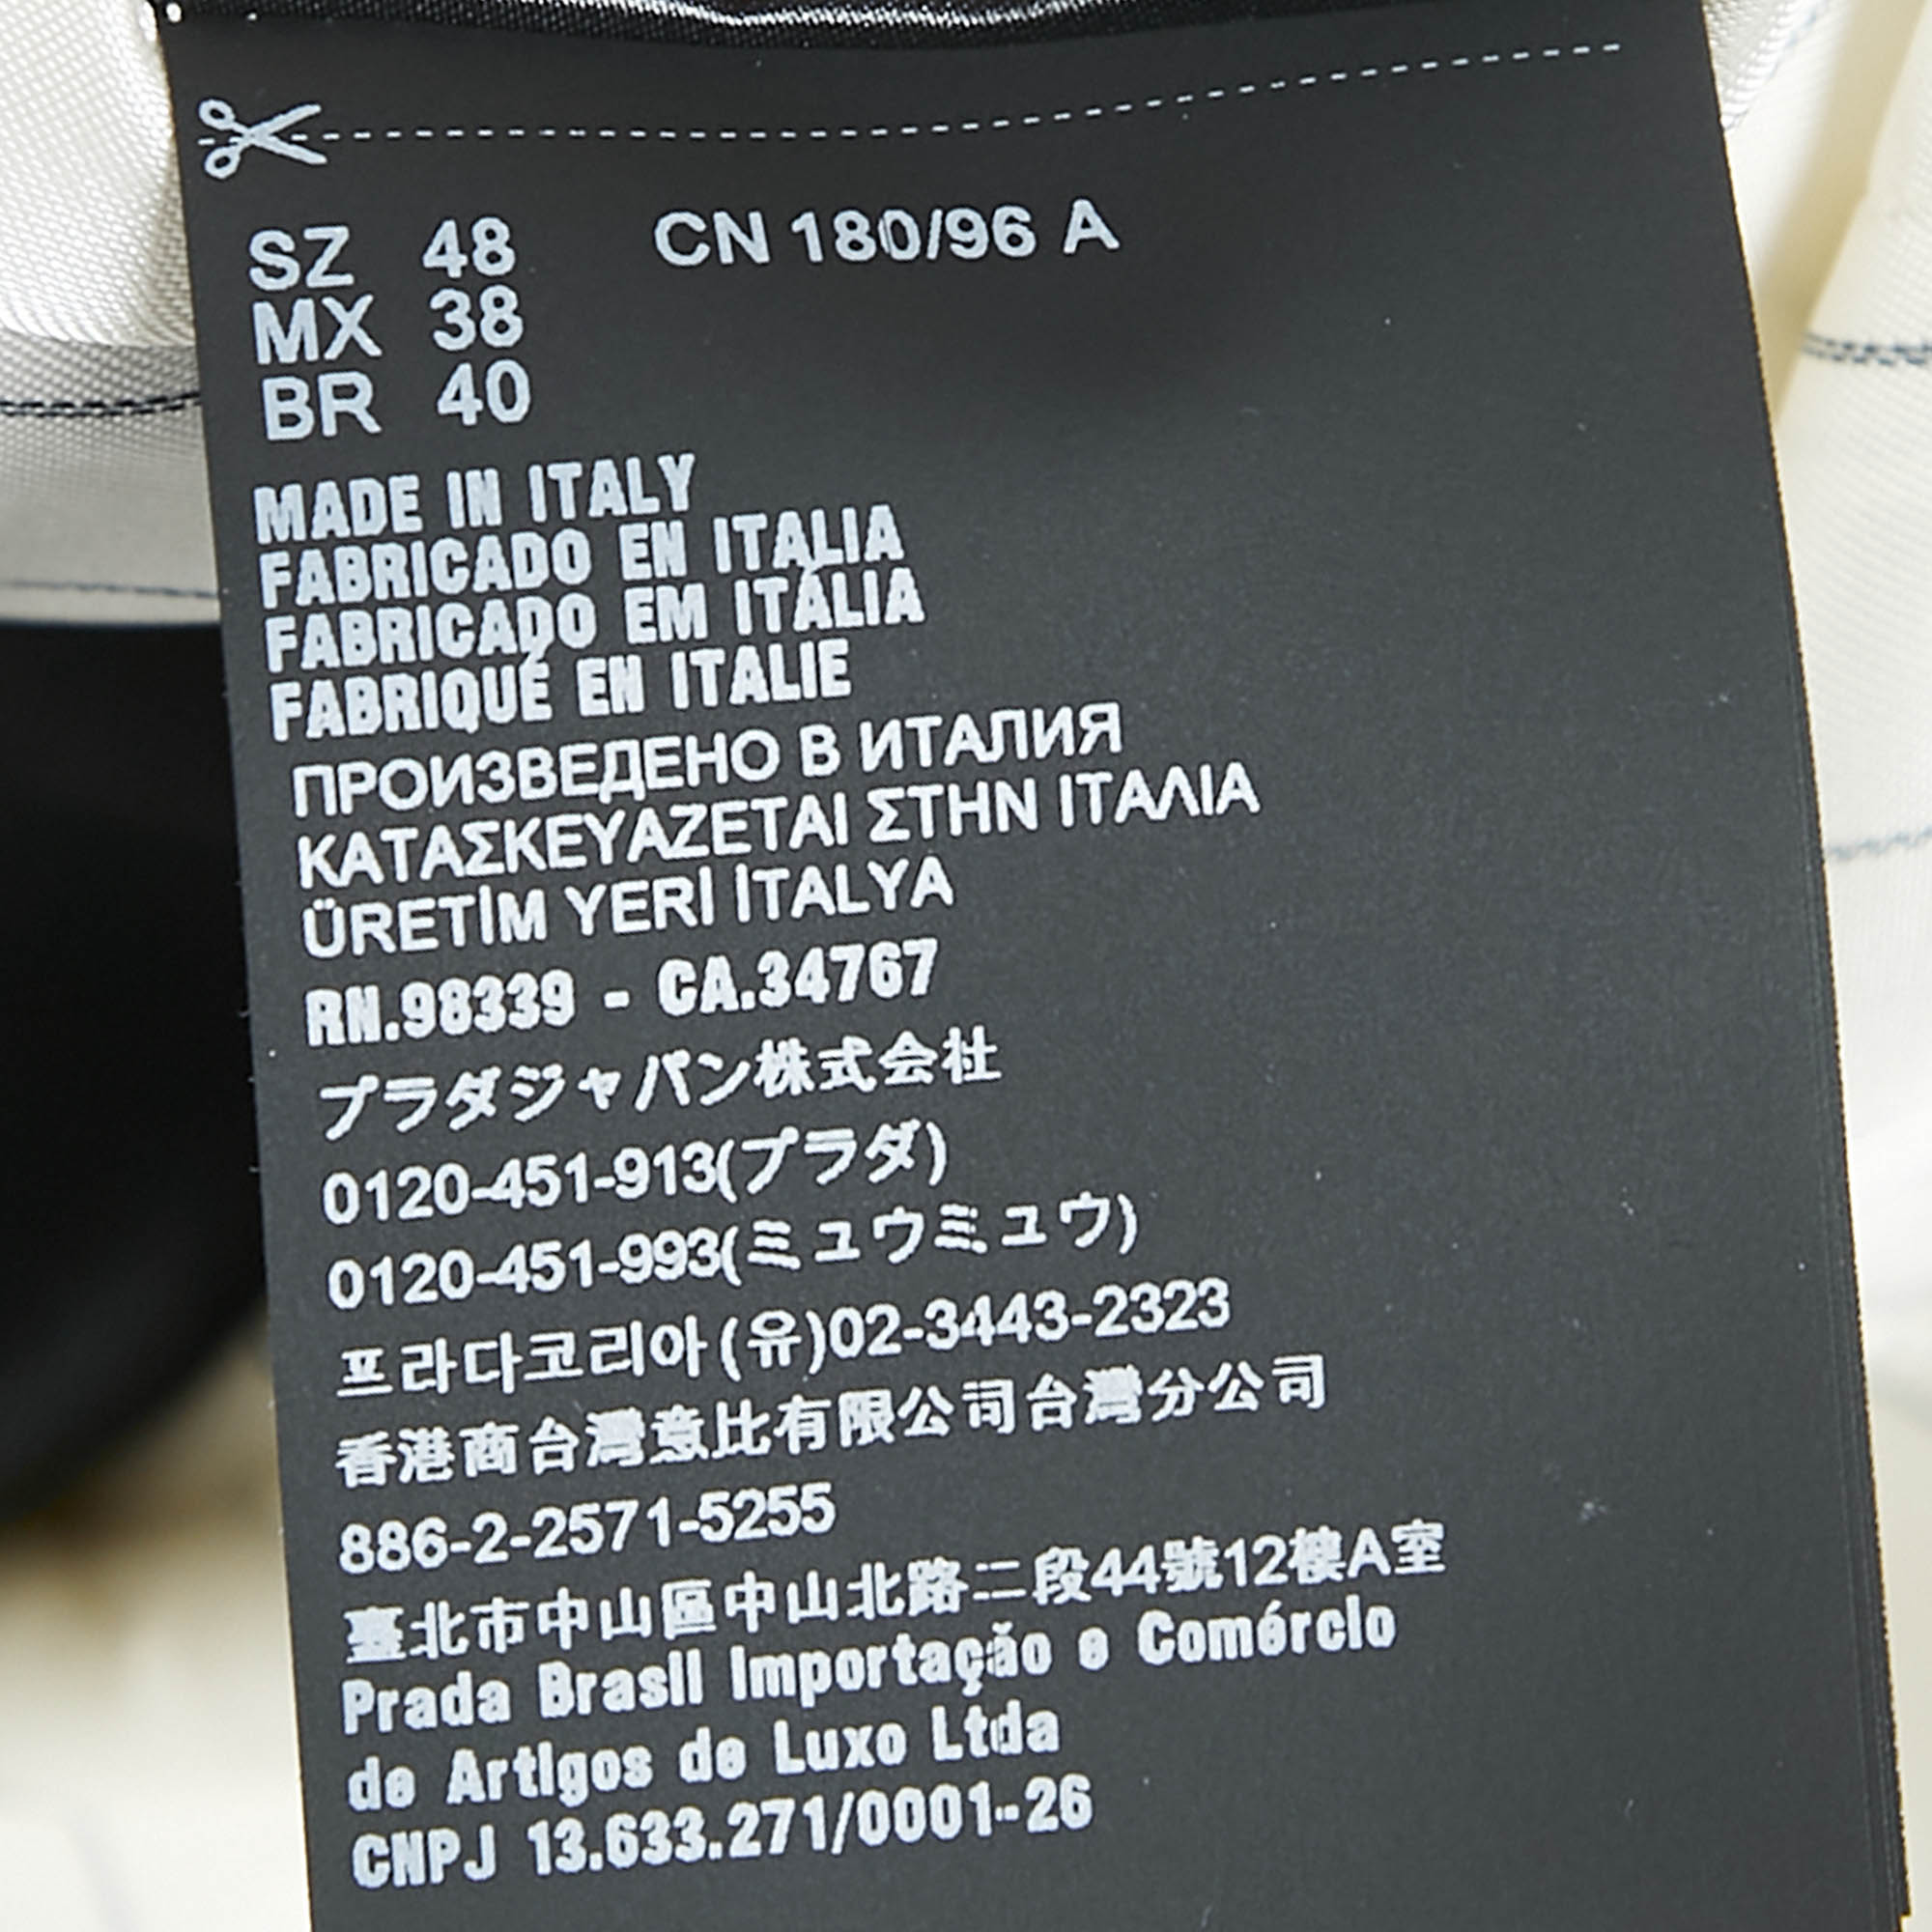 SZ 48 CN 180/96 A
MX 38
BR 40
MADE IN ITALY
FABRICADO EN ITALIA
FABRICADO EM ITÁLIA
FABRIQUÉ EN ITALIE
ПРОИЗВЕДЕНО В ИТАЛИЯ
ΚΑΤΑΣΚΕΥΑΖΕΤΑΙ ΣΤΗΝ ΙΤΑΛΙΑ
ÜRETİM YERİ İTALYA
RN.98339 - CA.34767
プラダジャパン株式会社
0120-451-913(プラダ)
0120-451-993(ミュウミュウ)
프라다코리아(유)02-3443-2323
香港商台灣意比有限公司台灣分公司
886-2-2571-5255
臺北市中山區中山北路二段44號12樓A室
Prada Brasil Importação e Comércio
de Artigos de Luxo Ltda
CNPJ 13.633.271/0001-26